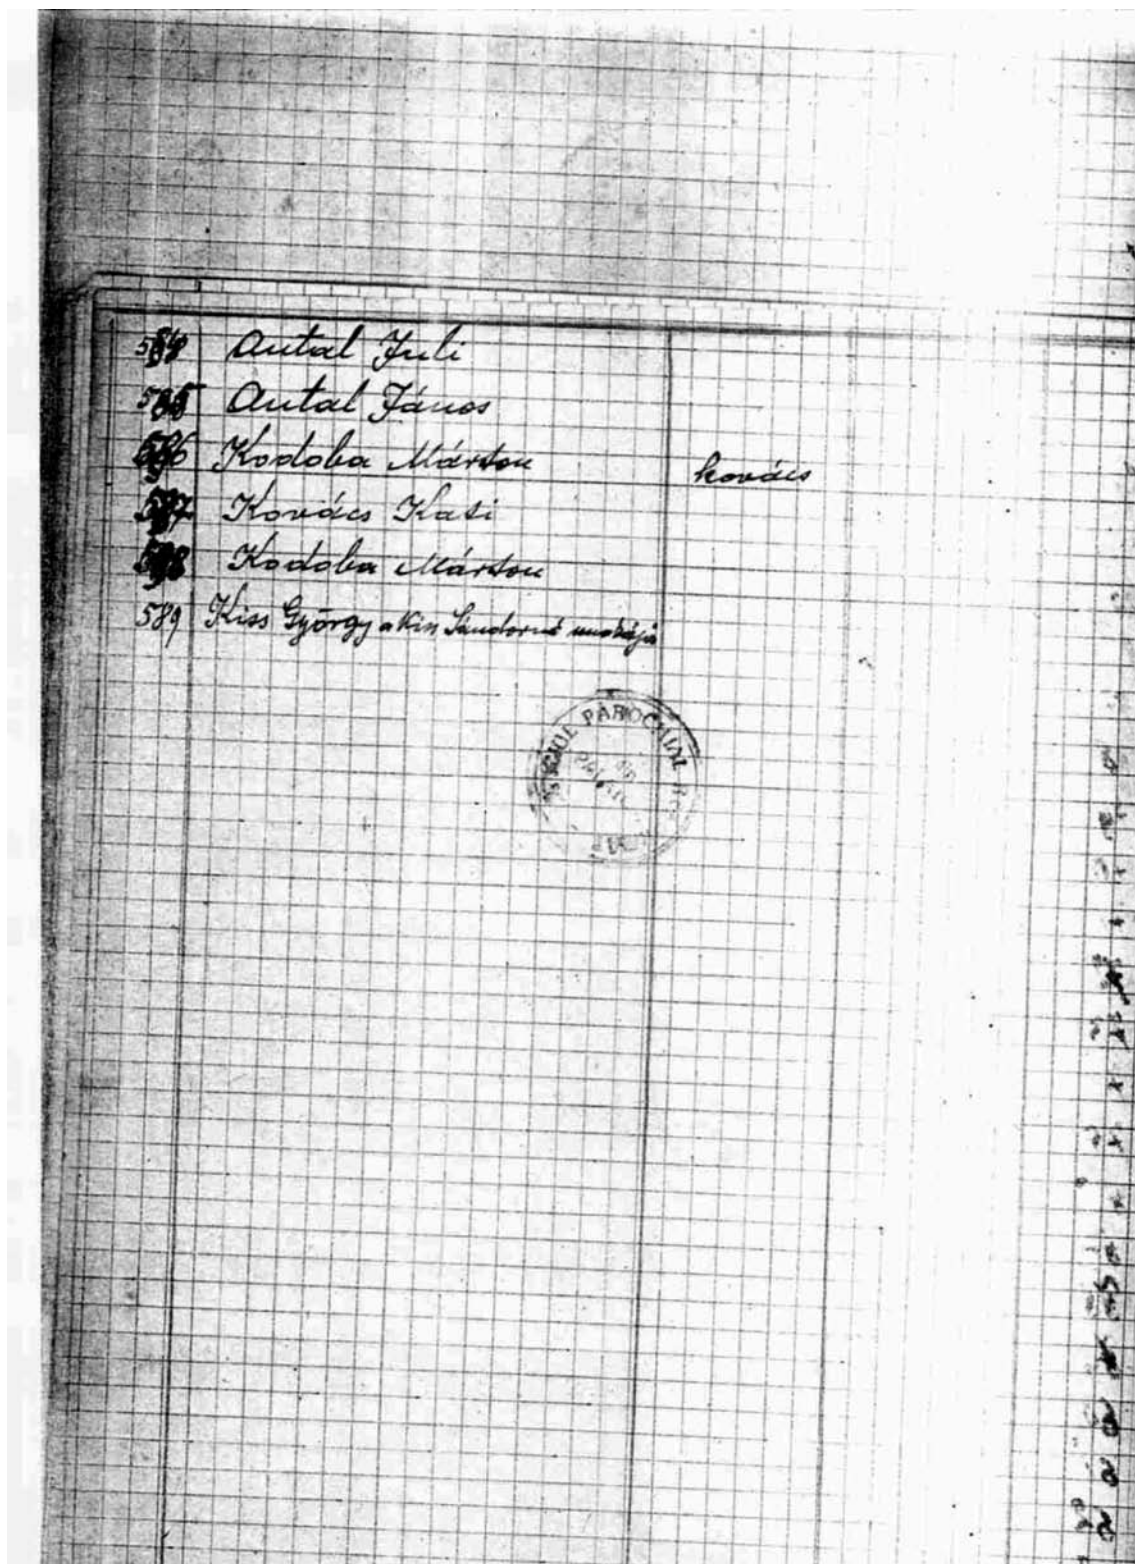 584 Antal Juli
585 Antal János
586 Kodoba Márton kovács
587 Kovács Kati
588 Kodoba Márton
589 Kiss György a Kiss Sándorné unokája
PAROCHIAL